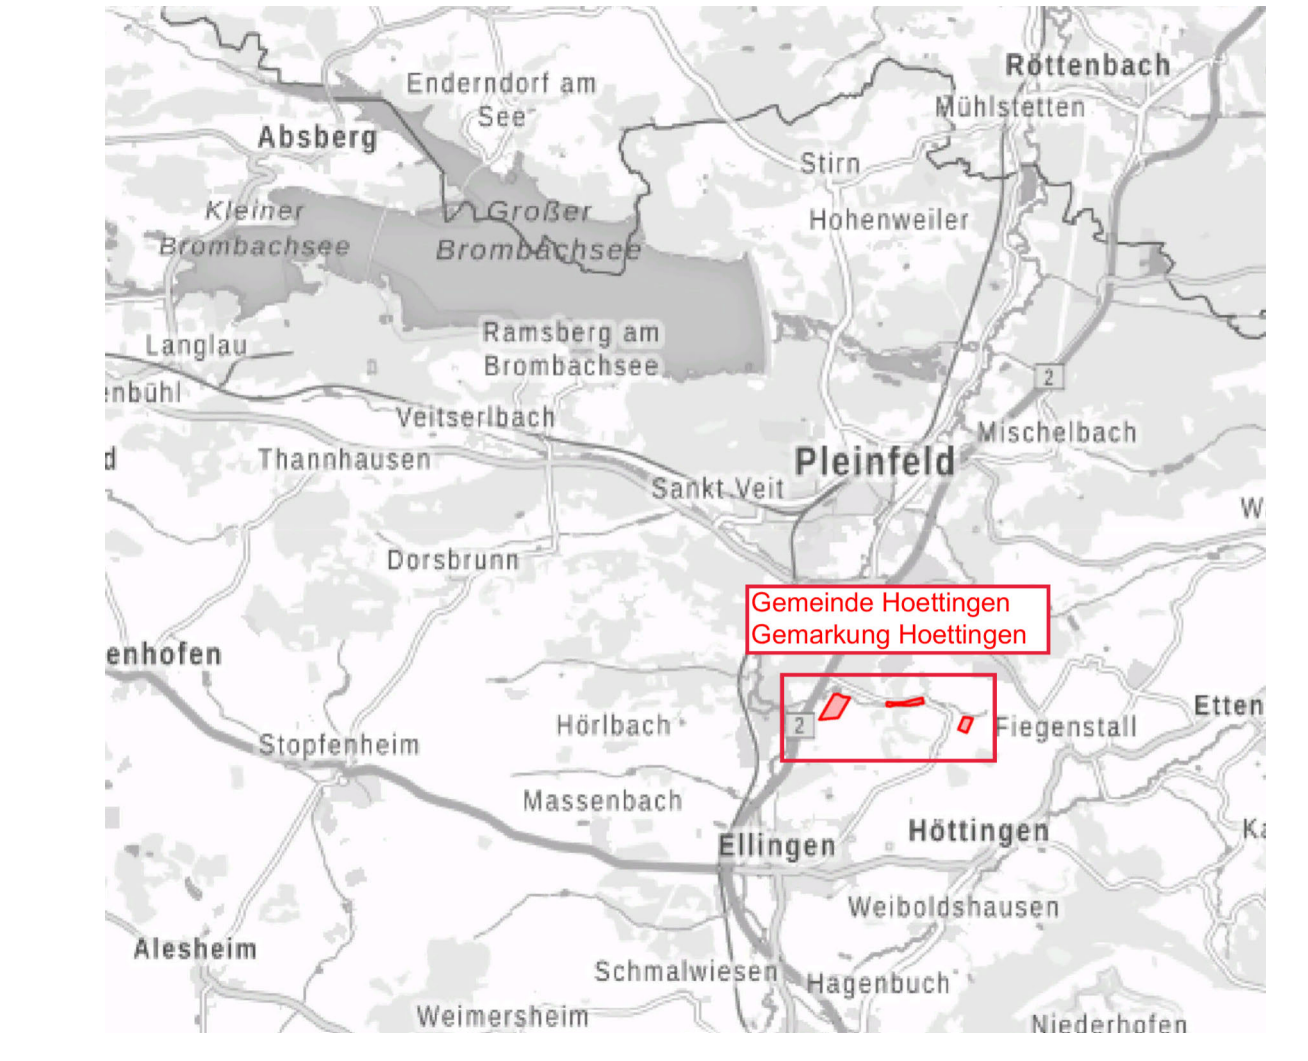 Röttenbach
Enderndorf am
See
Mühlstetten
Absberg
Stirn
Kleiner
Brombachsee
Großer
Brombachsee
Hohenweiler
Ramsberg am
Brombachsee
Langlau
2
enbühl
Veitserlbach
Mischelbach
d
Thannhausen
Pleinfeld
Sankt Veit
W
Dorsbrunn
Gemeinde Hoettingen
Gemarkung Hoettingen
enhofen
Etten
2
Hörlbach
Fiegenstall
Stopfenheim
Massenbach
Höttingen
Ka
Ellingen
Weiboldshausen
Alesheim
Schmalwiesen
Hagenbuch
Weimersheim
Niederhofen